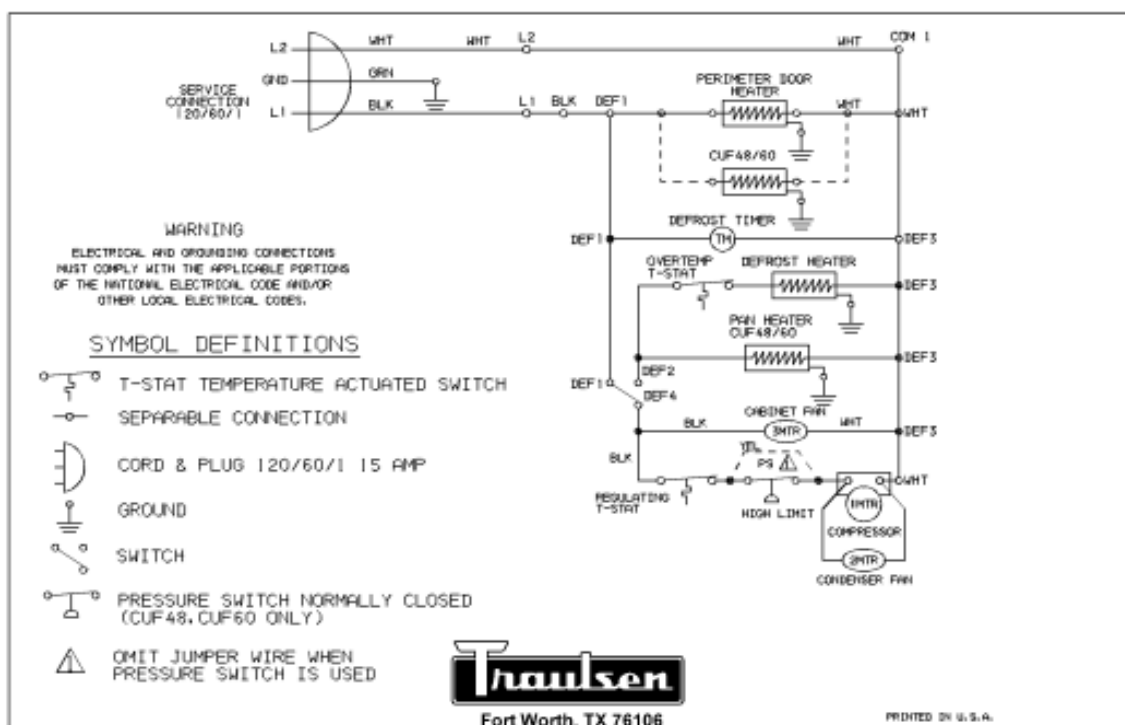 L2 WHT WHT L2 WHT COM 1
GND GRN
SERVICE
CONNECTION
120/60/1
L1 BLK L1 BLK DEF1 WHT WHT
PERIMETER DOOR
HEATER
CUF48/60
DEFROST TIMER
DEF1 TM DEF3
OVERTEMP
T-STAT
DEFROST HEATER
DEF3
PAN HEATER
CUF48/60
DEF3
DEF2
DEF1
DEF4
CABINET FAN
BLK 3MTR WHT DEF3
BLK
YEL
PS
WHT
REGULATING
T-STAT
HIGH LIMIT
1MTR
COMPRESSOR
2MTR
CONDENSER FAN
WARNING
ELECTRICAL AND GROUNDING CONNECTIONS
MUST COMPLY WITH THE APPLICABLE PORTIONS
OF THE NATIONAL ELECTRICAL CODE AND/OR
OTHER LOCAL ELECTRICAL CODES.
SYMBOL DEFINITIONS
T-STAT TEMPERATURE ACTUATED SWITCH
SEPARABLE CONNECTION
CORD & PLUG 120/60/1 15 AMP
GROUND
SWITCH
PRESSURE SWITCH NORMALLY CLOSED
(CUF48,CUF60 ONLY)
OMIT JUMPER WIRE WHEN
PRESSURE SWITCH IS USED
Traulsen
Fort Worth, TX 76106
PRINTED IN U.S.A.